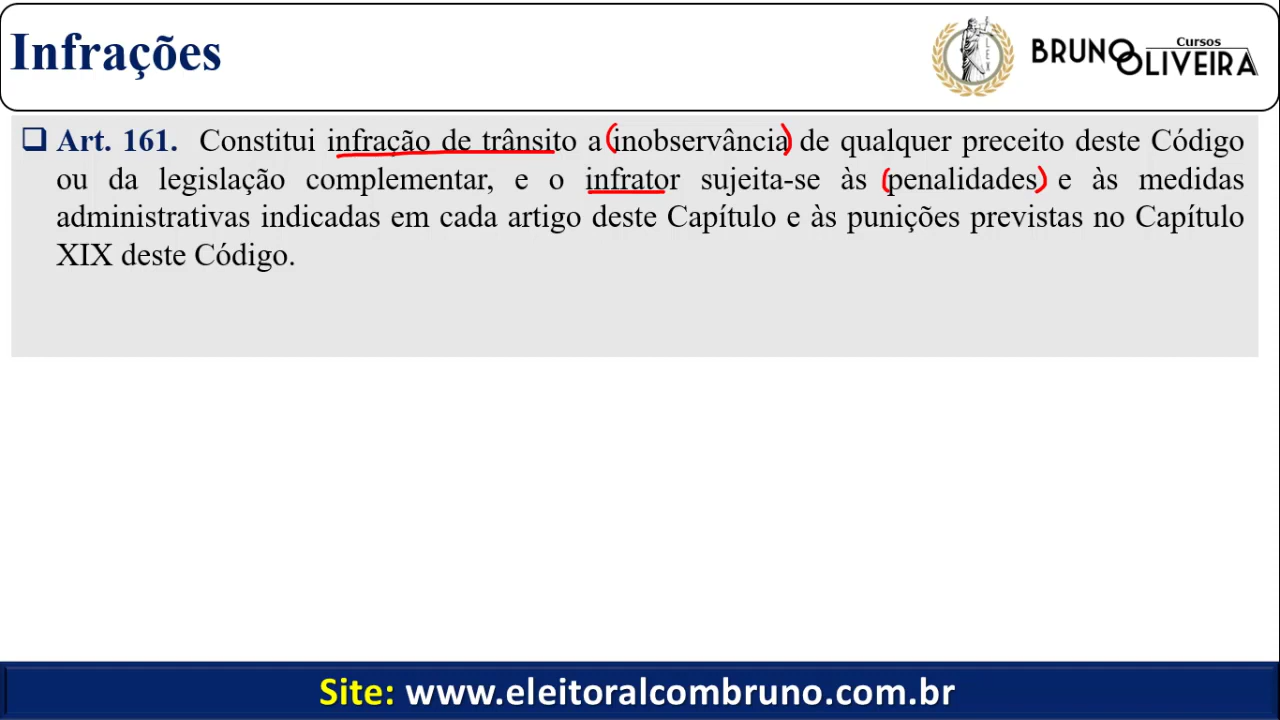 Infrações
Cursos
BRUNO
OLIVEIRA
Art. 161. Constitui infração de trânsito a inobservância de qualquer preceito deste Código
ou da legislação complementar, e o infrator sujeita-se às penalidades e às medidas
administrativas indicadas em cada artigo deste Capítulo e às punições previstas no Capítulo
XIX deste Código.
Site: www.eleitoralcombruno.com.br